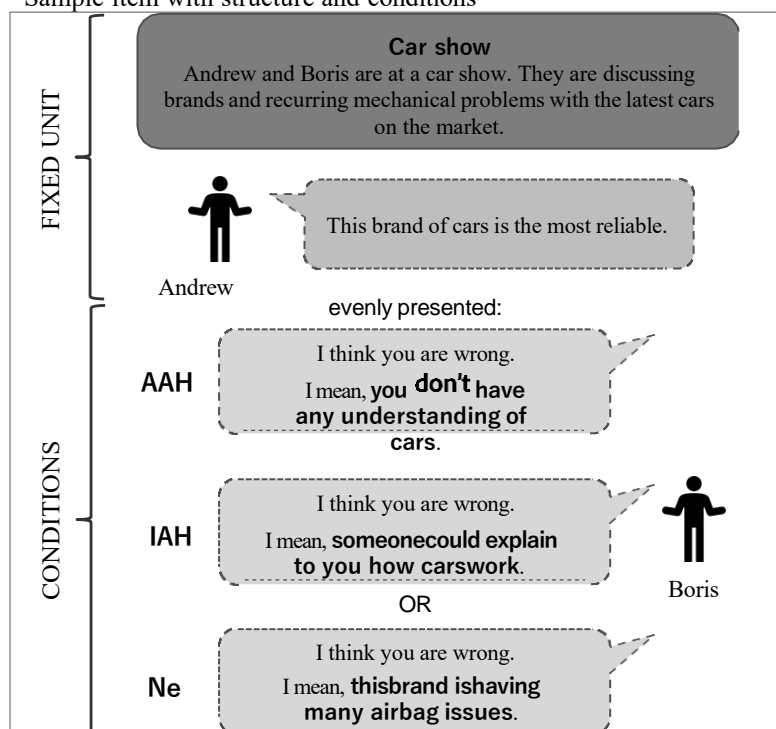 Sample item with structure and conditions
FIXED UNIT
Car show
Andrew and Boris are at a car show. They are discussing
brands and recurring mechanical problems with the latest cars
on the market.
This brand of cars is the most reliable.
Andrew
evenly presented:
CONDITIONS
AAH
I think you are wrong.
I mean, you don't have
any understanding of
cars.
IAH
I think you are wrong.
I mean, someonecould explain
to you how carswork.
Boris
OR
Ne
I think you are wrong.
I mean, thisbrand ishaving
many airbag issues.